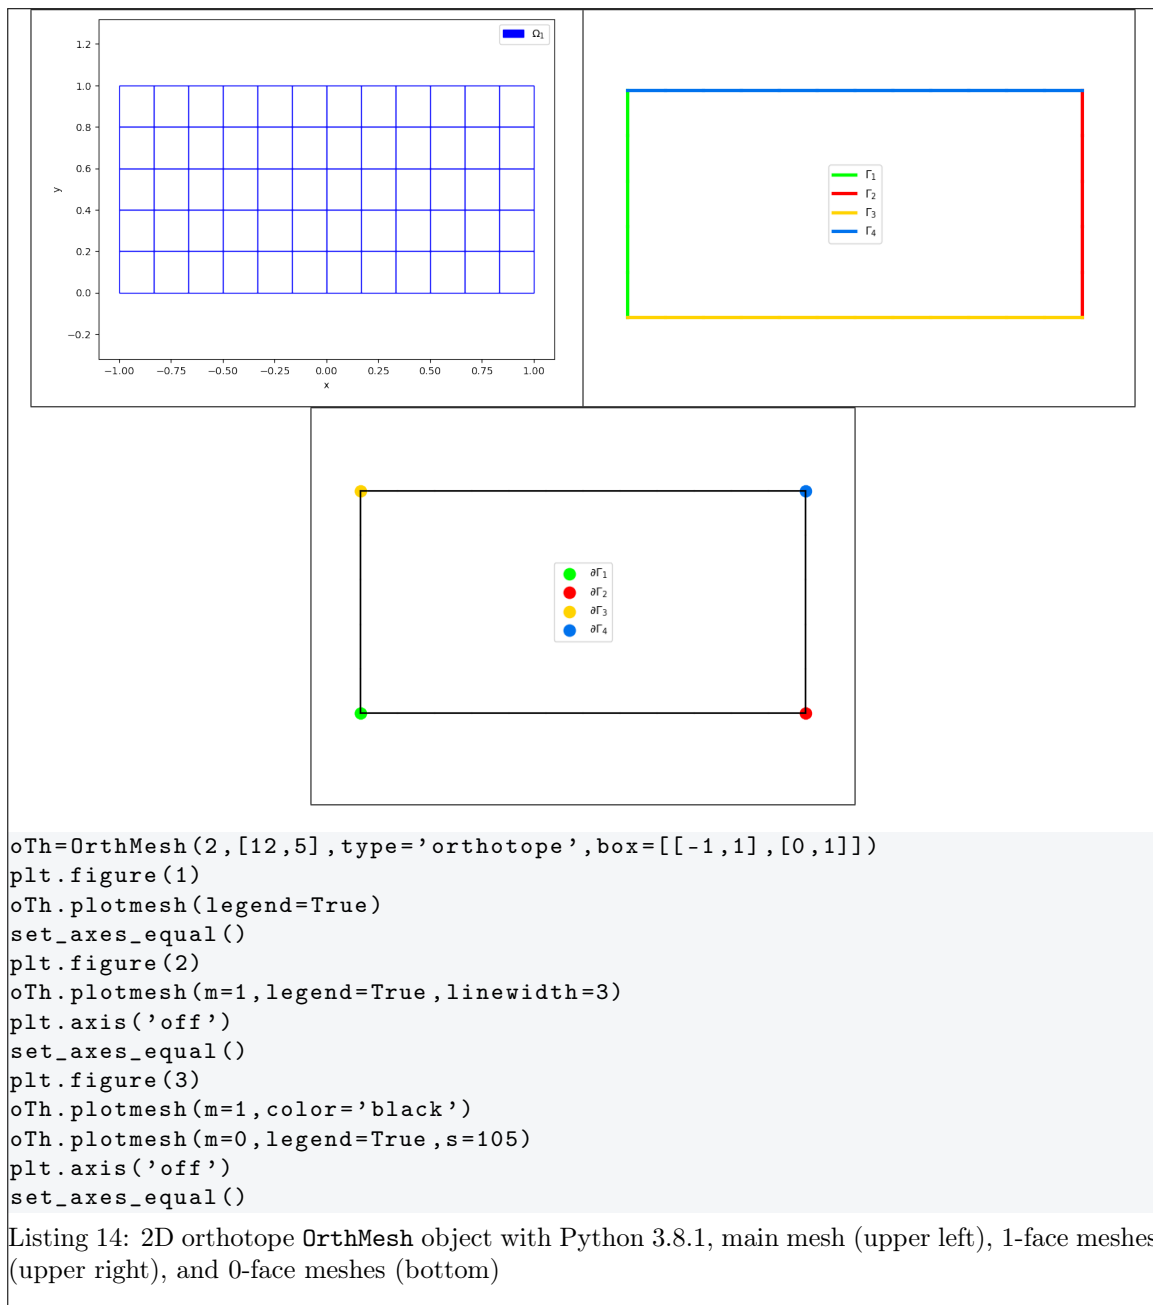 1.2
1.0
0.8
0.6
0.4
0.2
0.0
−0.2
y
−1.00 −0.75 −0.50 −0.25 0.00 0.25 0.50 0.75 1.00
x
Ω1
Γ1
Γ2
Γ3
Γ4
∂Γ1
∂Γ2
∂Γ3
∂Γ4
oTh=OrthMesh(2,[12,5],type='orthotope',box=[[-1,1],[0,1]])
plt.figure(1)
oTh.plotmesh(legend=True)
set_axes_equal()
plt.figure(2)
oTh.plotmesh(m=1,legend=True,linewidth=3)
plt.axis('off')
set_axes_equal()
plt.figure(3)
oTh.plotmesh(m=1,color='black')
oTh.plotmesh(m=0,legend=True,s=105)
plt.axis('off')
set_axes_equal()
Listing 14: 2D orthotope OrthMesh object with Python 3.8.1, main mesh (upper left), 1-face meshes
(upper right), and 0-face meshes (bottom)